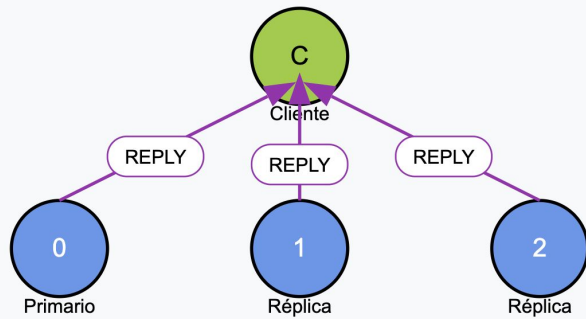 C
Cliente
REPLY
REPLY
REPLY
0
1
2
Primario
Réplica
Réplica